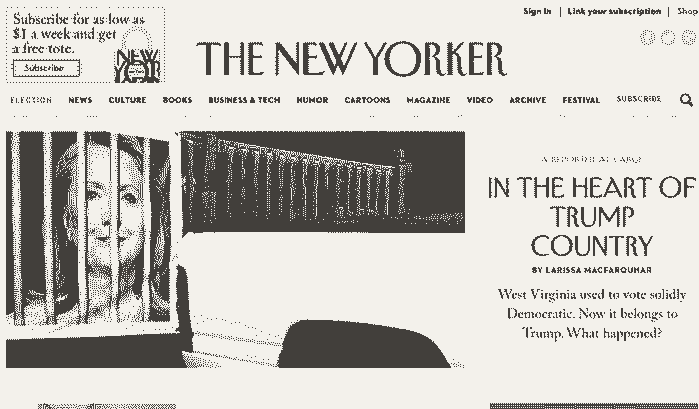 Subscribe for as low as
$1 a week and get
a free tote.
Subscribe
NEW
YORKER
THE NEW YORKER
Sign in | Link your subscription | Shop
ELECTION NEWS CULTURE BOOKS BUSINESS & TECH HUMOR CARTOONS MAGAZINE VIDEO ARCHIVE FESTIVAL SUBSCRIBE
A REPORTER AT LARGE
IN THE HEART OF
TRUMP
COUNTRY
BY LARISSA MACFARQUHAR
West Virginia used to vote solidly
Democratic. Now it belongs to
Trump. What happened?